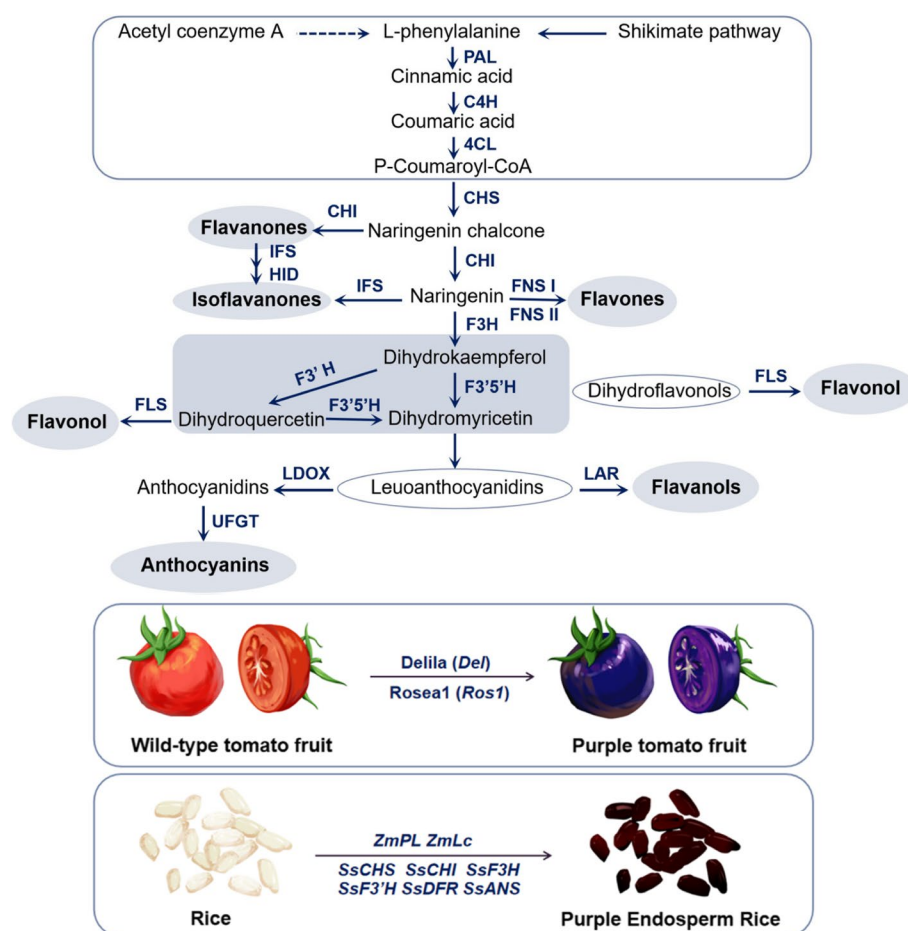 Acetyl coenzyme A
L-phenylalanine
Shikimate pathway
PAL
Cinnamic acid
C4H
Coumaric acid
4CL
P-Coumaroyl-CoA
CHS
CHI
Flavanones
Naringenin chalcone
IFS
CHI
HID
Isoflavanones
IFS
Naringenin
FNS I
FNS II
Flavones
F3H
Dihydrokaempferol
F3' H
F3'5'H
Dihydroflavonols
FLS
Flavonol
Flavonol
FLS
Dihydroquercetin
F3'5'H
Dihydromyricetin
Anthocyanidins
LDOX
Leuoanthocyanidins
LAR
Flavanols
UFGT
Anthocyanins
Delila (Del)
Rosea1 (Ros1)
Wild-type tomato fruit
Purple tomato fruit
ZmPL ZmLc
SsCHS SsCHI SsF3H
SsF3'H SsDFR SsANS
Rice
Purple Endosperm Rice